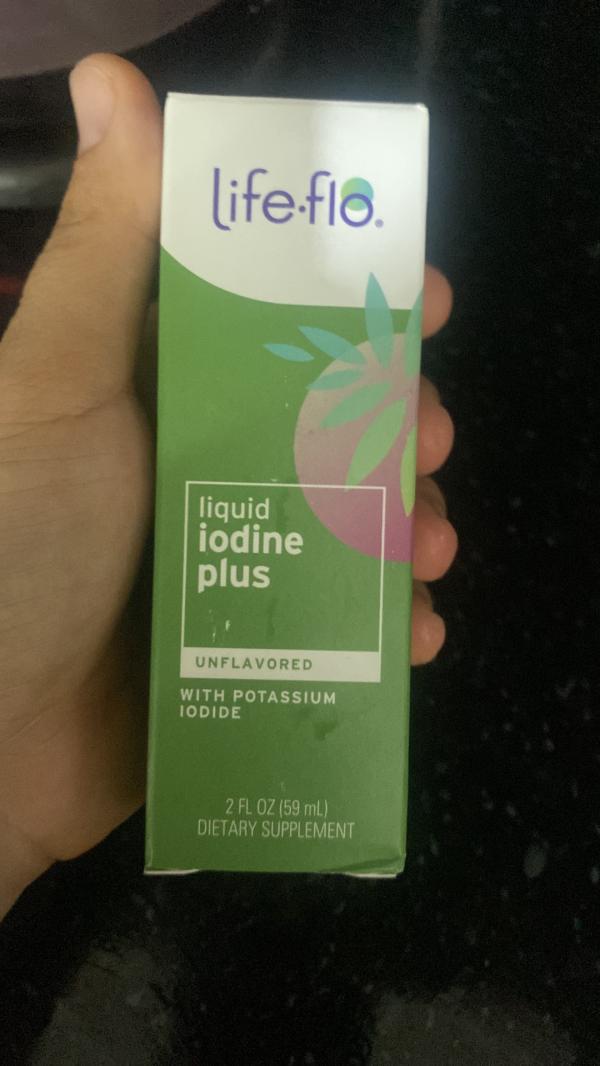 life·flo®
liquid
iodine
plus
UNFLAVORED
WITH POTASSIUM
IODIDE
2 FL OZ (59 mL)
DIETARY SUPPLEMENT